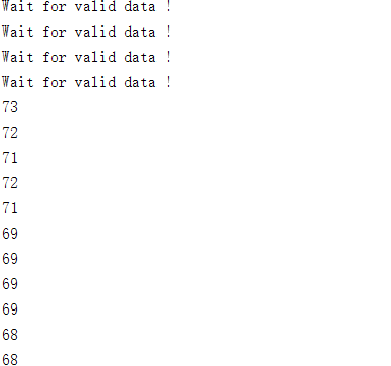 Wait for valid data !
Wait for valid data !
Wait for valid data !
Wait for valid data !
73
72
71
72
71
69
69
69
69
68
68